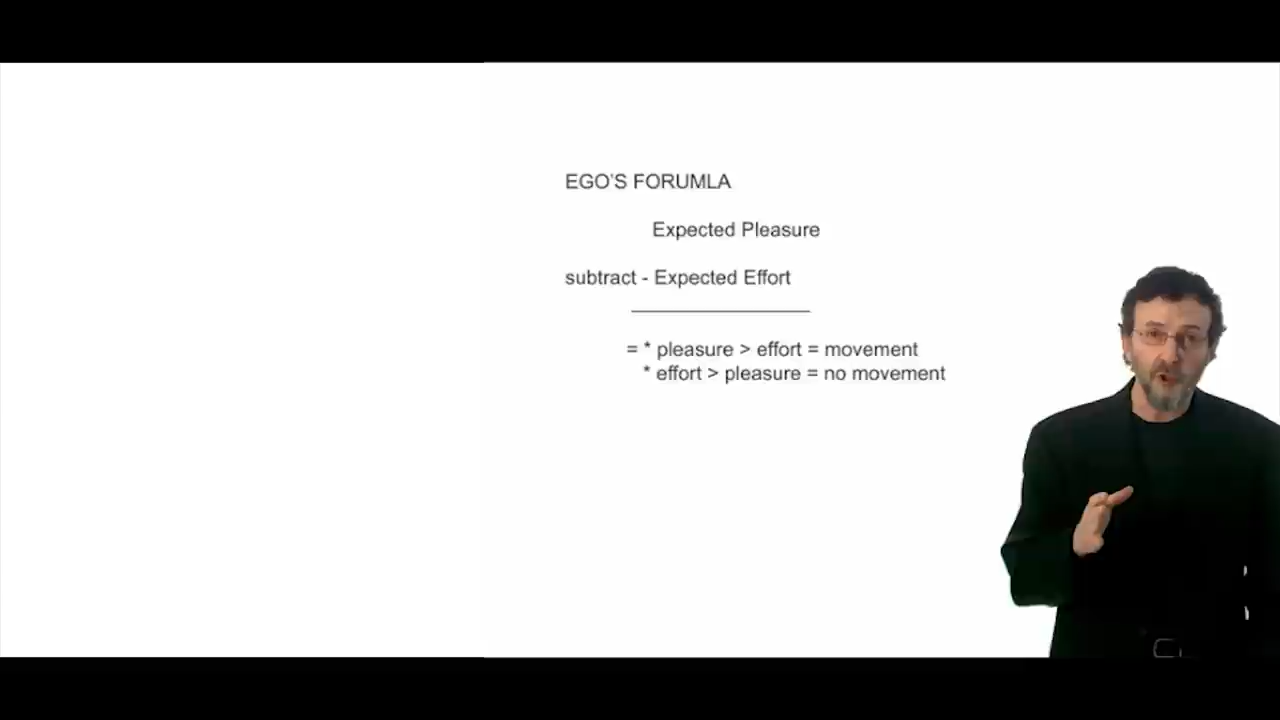 EGO'S FORUMLA
Expected Pleasure
subtract - Expected Effort
= * pleasure > effort = movement
* effort > pleasure = no movement